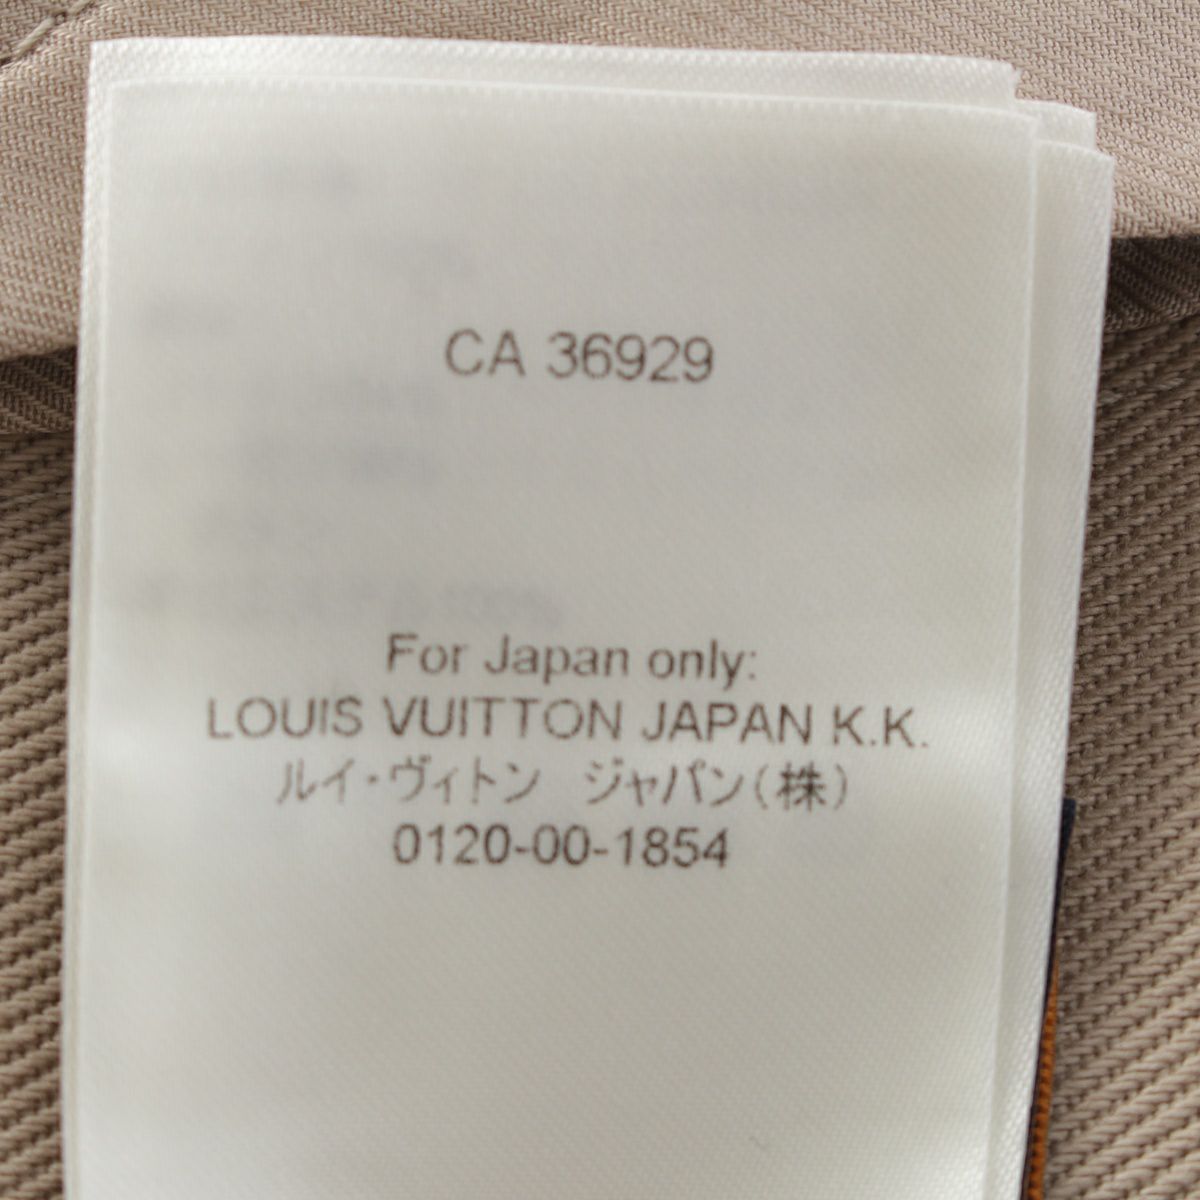 CA 36929
For Japan only:
LOUIS VUITTON JAPAN K.K.
ルイ・ヴィトン　ジャパン(株)
0120-00-1854